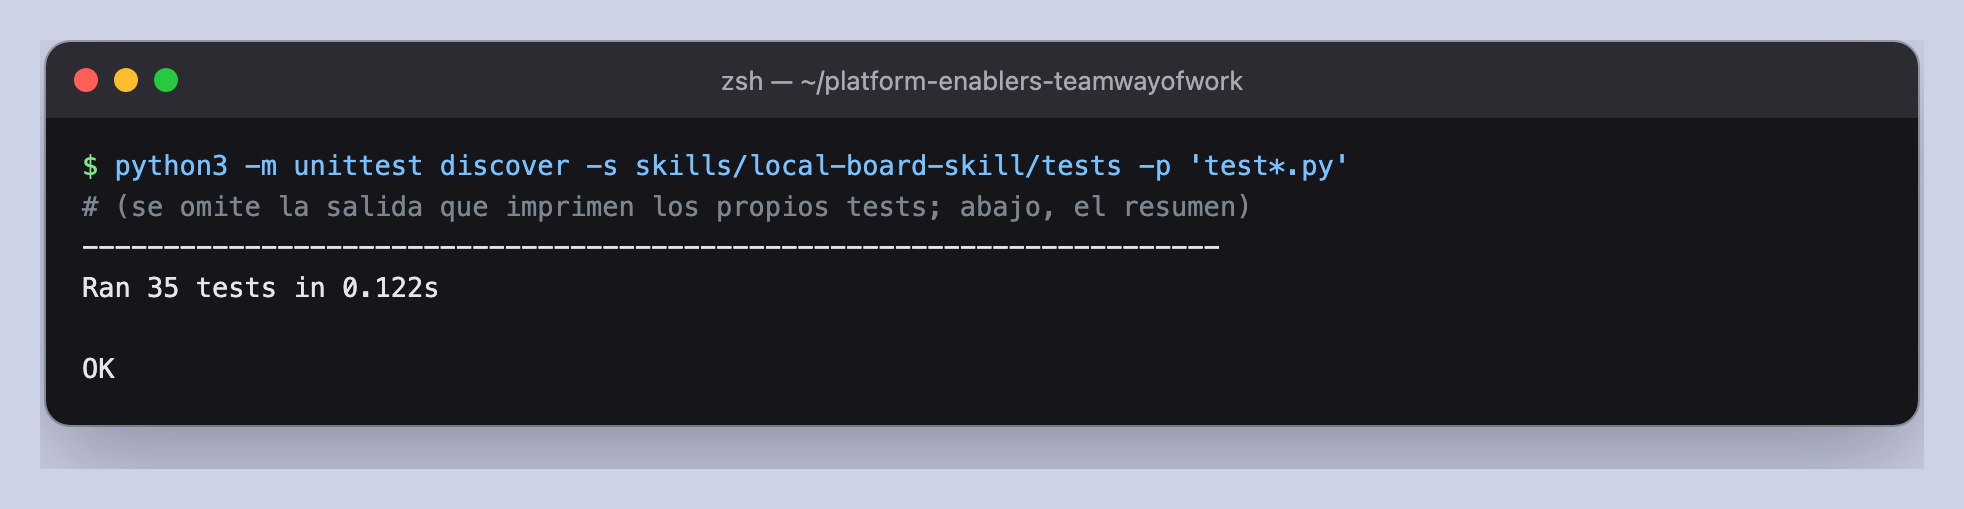 zsh — ~/platform-enablers-teamwayofwork
$ python3 -m unittest discover -s skills/local-board-skill/tests -p 'test*.py'
# (se omite la salida que imprimen los propios tests; abajo, el resumen)
----------------------------------------------------------------------
Ran 35 tests in 0.122s
OK